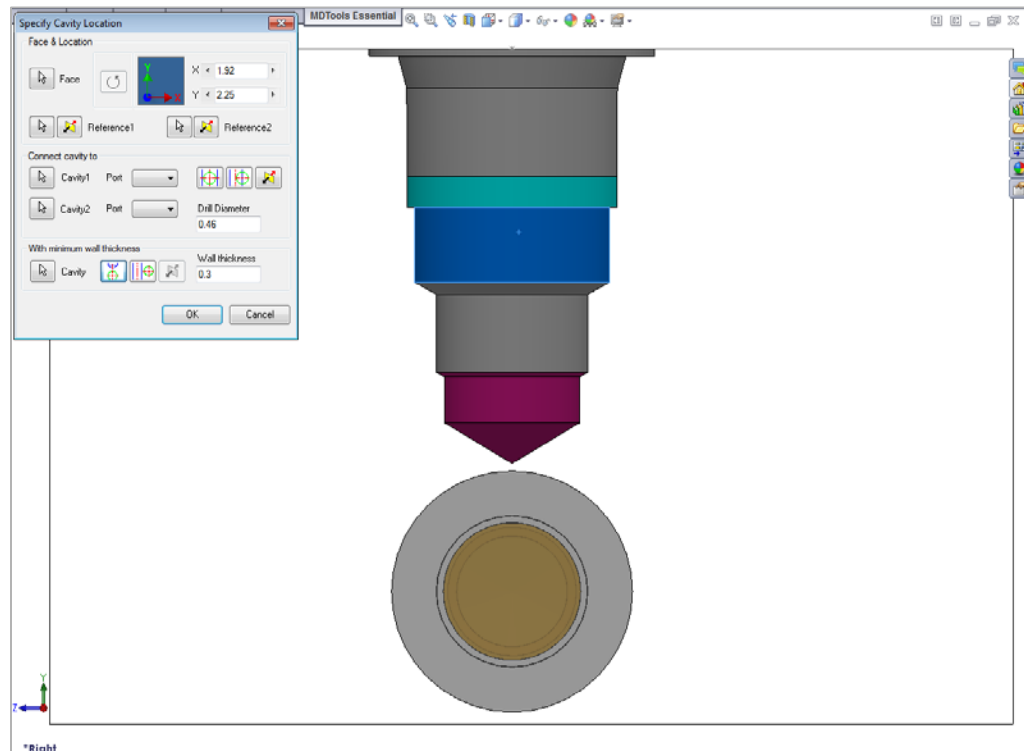 Specify Cavity Location
MDTools Essential
Face & Location
Face
X
1.92
Y
2.25
Y
X
Reference1
Reference2
Connect cavity to
Cavity1 Port
Cavity2 Port
Drill Diameter
0.46
With minimum wall thickness
Cavity
Wall thickness
0.3
OK
Cancel
Y
Z
*Right